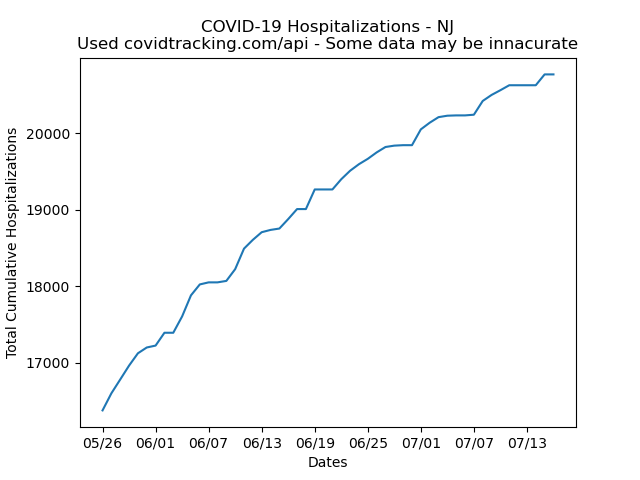 COVID-19 Hospitalizations - NJ
Used covidtracking.com/api - Some data may be innacurate
Total Cumulative Hospitalizations
20000
19000
18000
17000
05/26 06/01 06/07 06/13 06/19 06/25 07/01 07/07 07/13
Dates